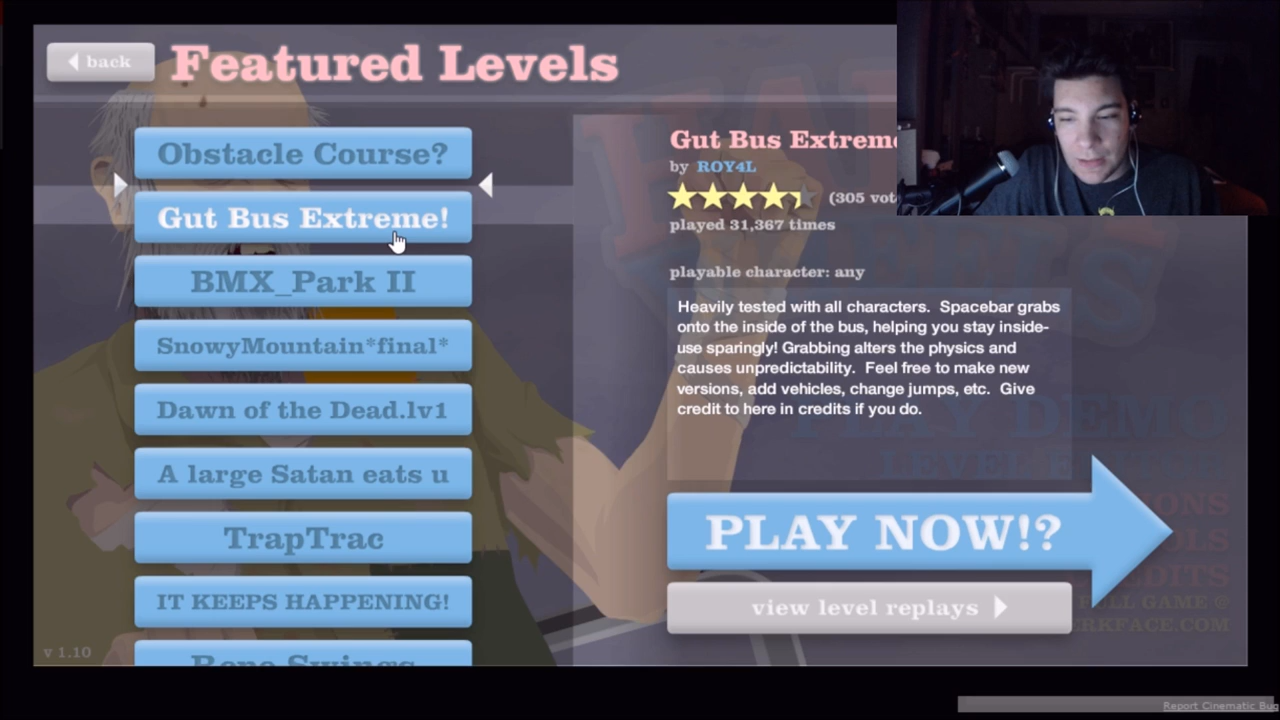 back
Featured Levels
Obstacle Course?
Gut Bus Extreme!
BMX_Park II
SnowyMountain*final*
Dawn of the Dead.lv1
A large Satan eats u
TrapTrac
IT KEEPS HAPPENING!
Bone Swings
v 1.10
Gut Bus Extreme
by ROY4L
(305 vot
played 31,367 times
playable character: any
Heavily tested with all characters. Spacebar grabs
onto the inside of the bus, helping you stay inside-
use sparingly! Grabbing alters the physics and
causes unpredictability. Feel free to make new
versions, add vehicles, change jumps, etc. Give
credit to here in credits if you do.
PLAY DEMO
PLAY NOW!?
view level replays
Report Cinematic Bug